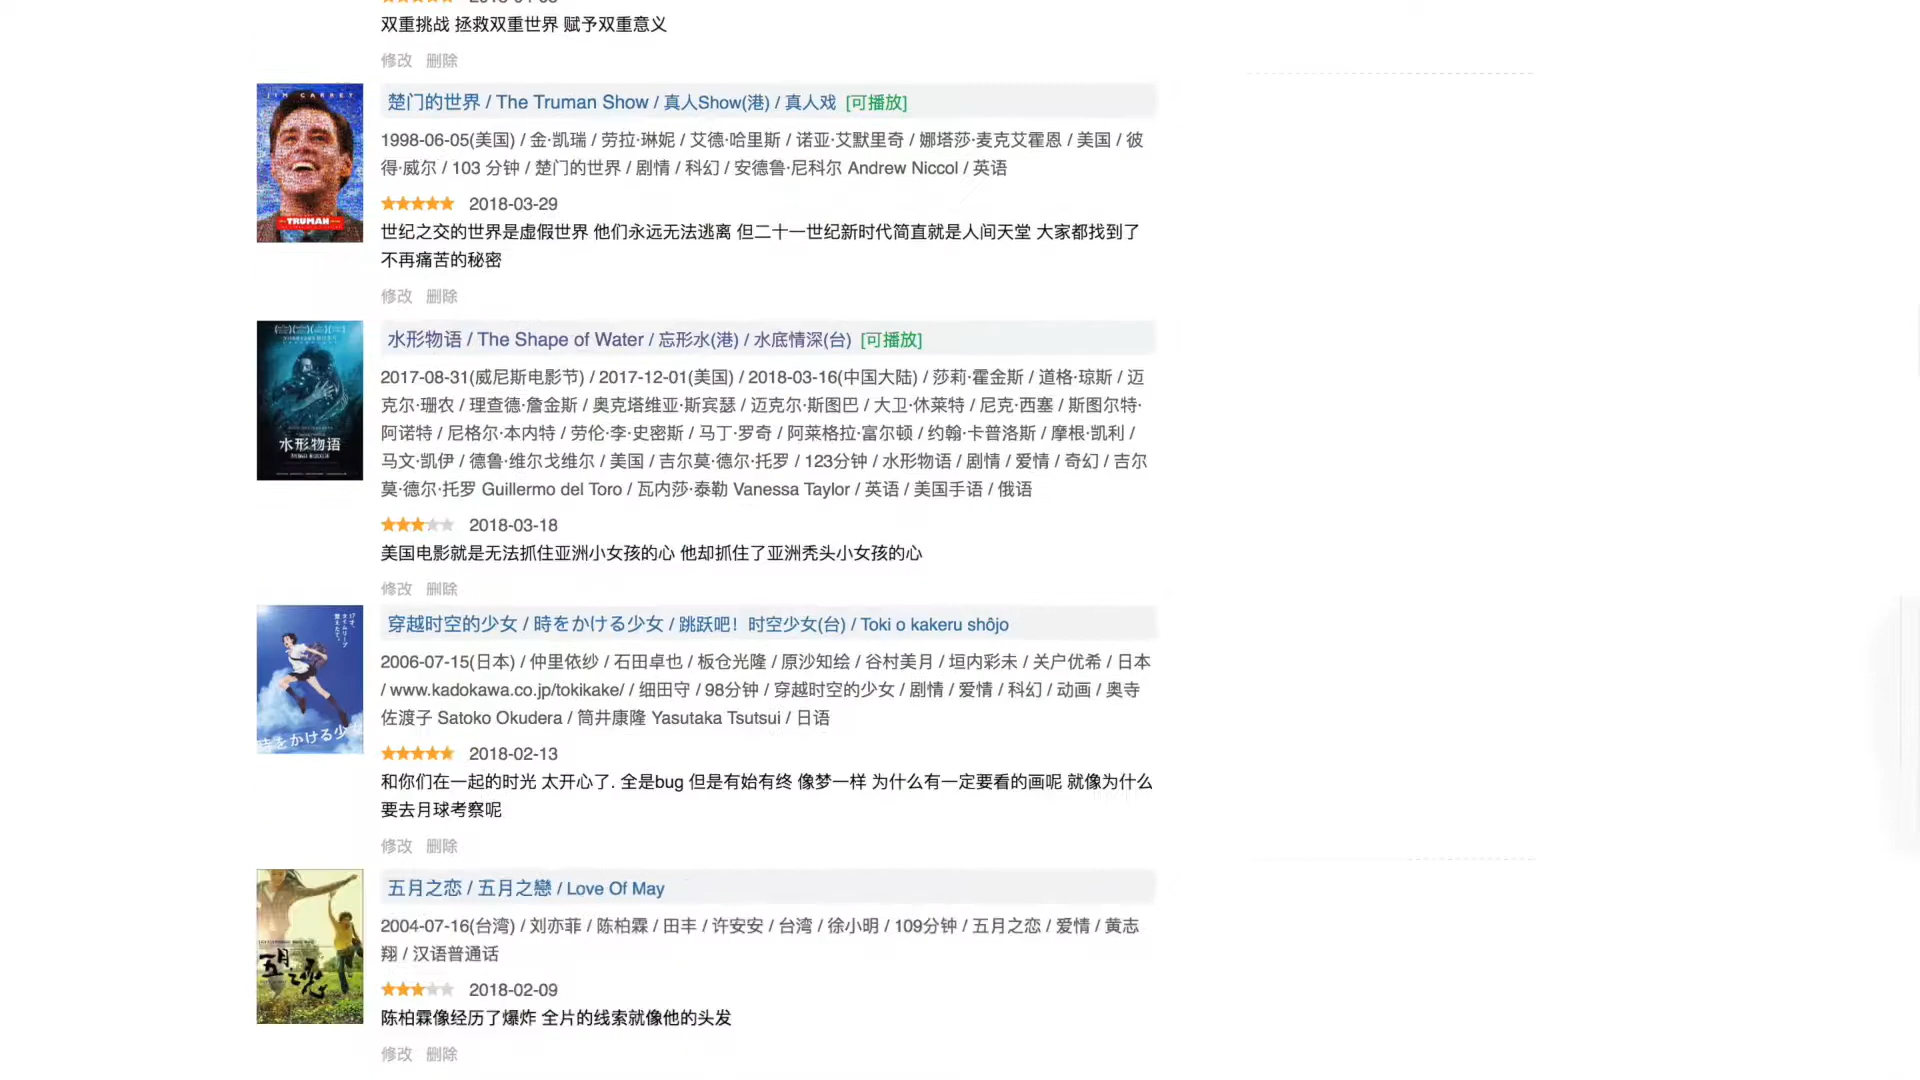 双重挑战 拯救双重世界 赋予双重意义
修改 删除
JIM CARREY
TRUMAN
楚门的世界 / The Truman Show / 真人Show(港) / 真人戏 [可播放]
1998-06-05(美国) / 金·凯瑞 / 劳拉·琳妮 / 艾德·哈里斯 / 诺亚·艾默里奇 / 娜塔莎·麦克艾霍恩 / 美国 / 彼
得·威尔 / 103 分钟 / 楚门的世界 / 剧情 / 科幻 / 安德鲁·尼科尔 Andrew Niccol / 英语
2018-03-29
世纪之交的世界是虚假世界 他们永远无法逃离 但二十一世纪新时代简直就是人间天堂 大家都找到了
不再痛苦的秘密
修改 删除
水形物语
水形物语 / The Shape of Water / 忘形水(港) / 水底情深(台) [可播放]
2017-08-31(威尼斯电影节) / 2017-12-01(美国) / 2018-03-16(中国大陆) / 莎莉·霍金斯 / 道格·琼斯 / 迈
克尔·珊农 / 理查德·詹金斯 / 奥克塔维亚·斯宾瑟 / 迈克尔·斯图巴 / 大卫·休莱特 / 尼克·西塞 / 斯图尔特·
阿诺特 / 尼格尔·本内特 / 劳伦·李·史密斯 / 马丁·罗奇 / 阿莱格拉·富尔顿 / 约翰·卡普洛斯 / 摩根·凯利 /
马文·凯伊 / 德鲁·维尔戈维尔 / 美国 / 吉尔莫·德尔·托罗 / 123分钟 / 水形物语 / 剧情 / 爱情 / 奇幻 / 吉尔
莫·德尔·托罗 Guillermo del Toro / 瓦内莎·泰勒 Vanessa Taylor / 英语 / 美国手语 / 俄语
2018-03-18
美国电影就是无法抓住亚洲小女孩的心 他却抓住了亚洲秃头小女孩的心
修改 删除
時をかける少女
穿越时空的少女 / 時をかける少女 / 跳跃吧！时空少女(台) / Toki o kakeru shôjo
2006-07-15(日本) / 仲里依纱 / 石田卓也 / 板仓光隆 / 原沙知绘 / 谷村美月 / 垣内彩未 / 关户优希 / 日本
/ www.kadokawa.co.jp/tokikake/ / 细田守 / 98分钟 / 穿越时空的少女 / 剧情 / 爱情 / 科幻 / 动画 / 奥寺
佐渡子 Satoko Okudera / 筒井康隆 Yasutaka Tsutsui / 日语
2018-02-13
和你们在一起的时光 太开心了. 全是bug 但是有始有终 像梦一样 为什么有一定要看的画呢 就像为什么
要去月球考察呢
修改 删除
五月之恋
五月之恋 / 五月之戀 / Love Of May
2004-07-16(台湾) / 刘亦菲 / 陈柏霖 / 田丰 / 许安安 / 台湾 / 徐小明 / 109分钟 / 五月之恋 / 爱情 / 黄志
翔 / 汉语普通话
2018-02-09
陈柏霖像经历了爆炸 全片的线索就像他的头发
修改 删除